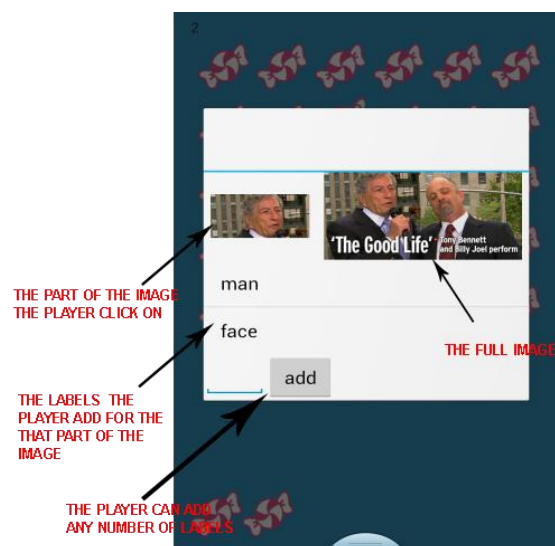 2
'The Good Life' - Tony Bennett
and Billy Joel perform
man
THE PART OF THE IMAGE
THE PLAYER CLICK ON
face
THE FULL IMAGE
add
THE LABELS THE
PLAYER ADD FOR THE
THAT PART OF THE
IMAGE
THE PLAYER CAN ADD
ANY NUMBER OF LABELS